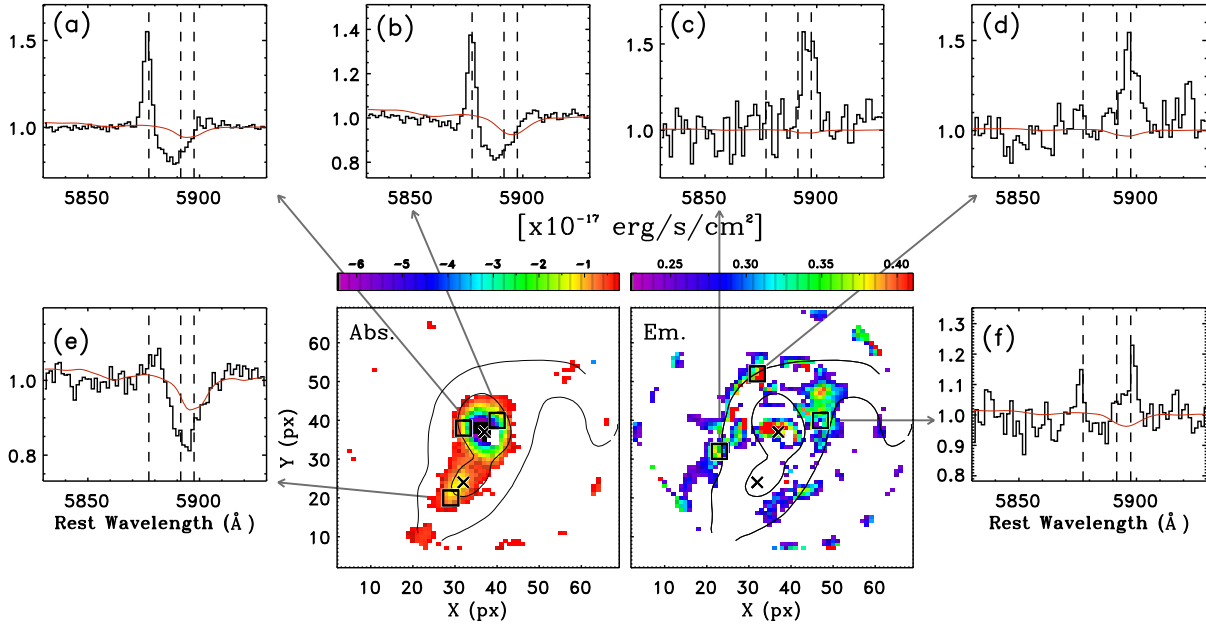 (a)
1.5
1.0
5850 5900
(b)
1.4
1.2
1.0
0.8
5850 5900
(c)
1.5
1.0
5850 5900
(d)
1.5
1.0
5850 5900
[x10⁻¹⁷ erg/s/cm²]
-6 -5 -4 -3 -2 -1
0.25 0.30 0.35 0.40
(e)
1.0
0.8
5850 5900
Rest Wavelength (Å)
Abs.
60
50
40
30
20
10
Y (px)
10 20 30 40 50 60
X (px)
Em.
10 20 30 40 50 60
X (px)
(f)
1.3
1.2
1.1
1.0
0.9
0.8
5850 5900
Rest Wavelength (Å)